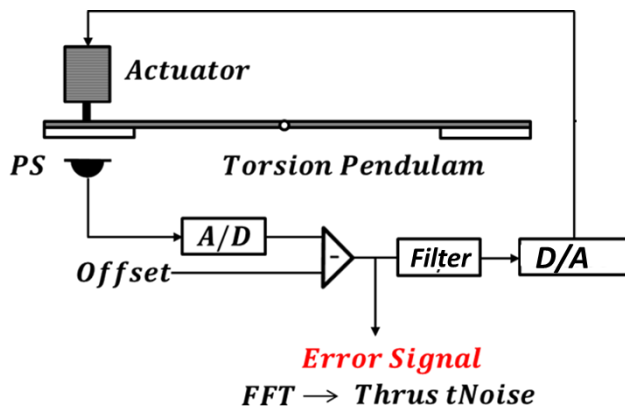 Actuator
PS
Torsion Pendulam
A/D
Offset
-
Filter
D/A
Error Signal
FFT → Thrus tNoise